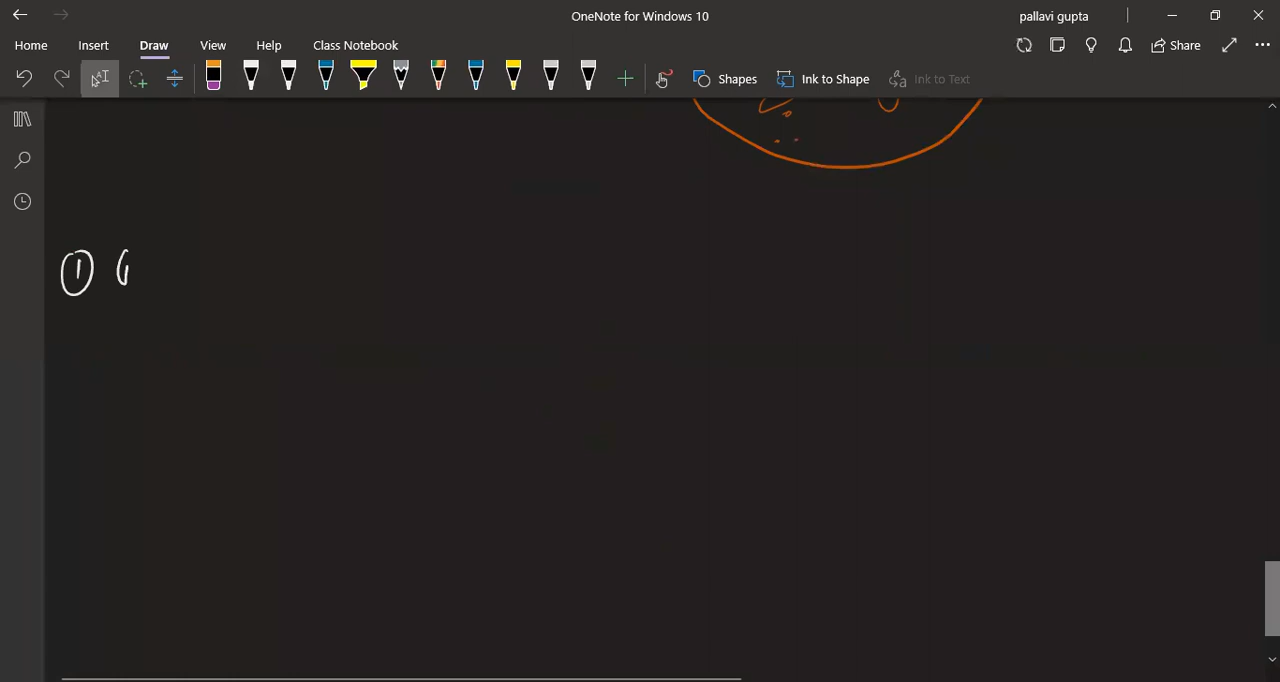 OneNote for Windows 10
pallavi gupta
Home Insert Draw View Help Class Notebook
Share
Shapes Ink to Shape Ink to Text
①